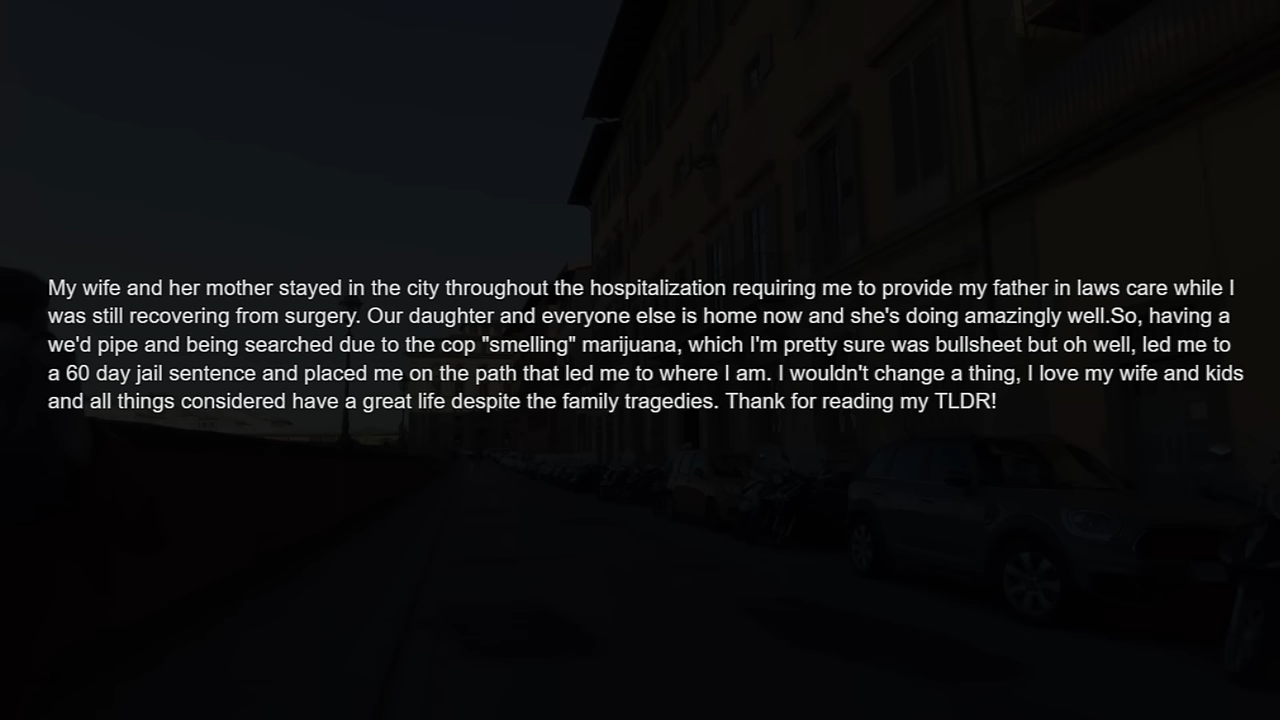 My wife and her mother stayed in the city throughout the hospitalization requiring me to provide my father in laws care while I
was still recovering from surgery. Our daughter and everyone else is home now and she's doing amazingly well.So, having a
we'd pipe and being searched due to the cop "smelling" marijuana, which I'm pretty sure was bullsheet but oh well, led me to
a 60 day jail sentence and placed me on the path that led me to where I am. I wouldn't change a thing, I love my wife and kids
and all things considered have a great life despite the family tragedies. Thank for reading my TLDR!